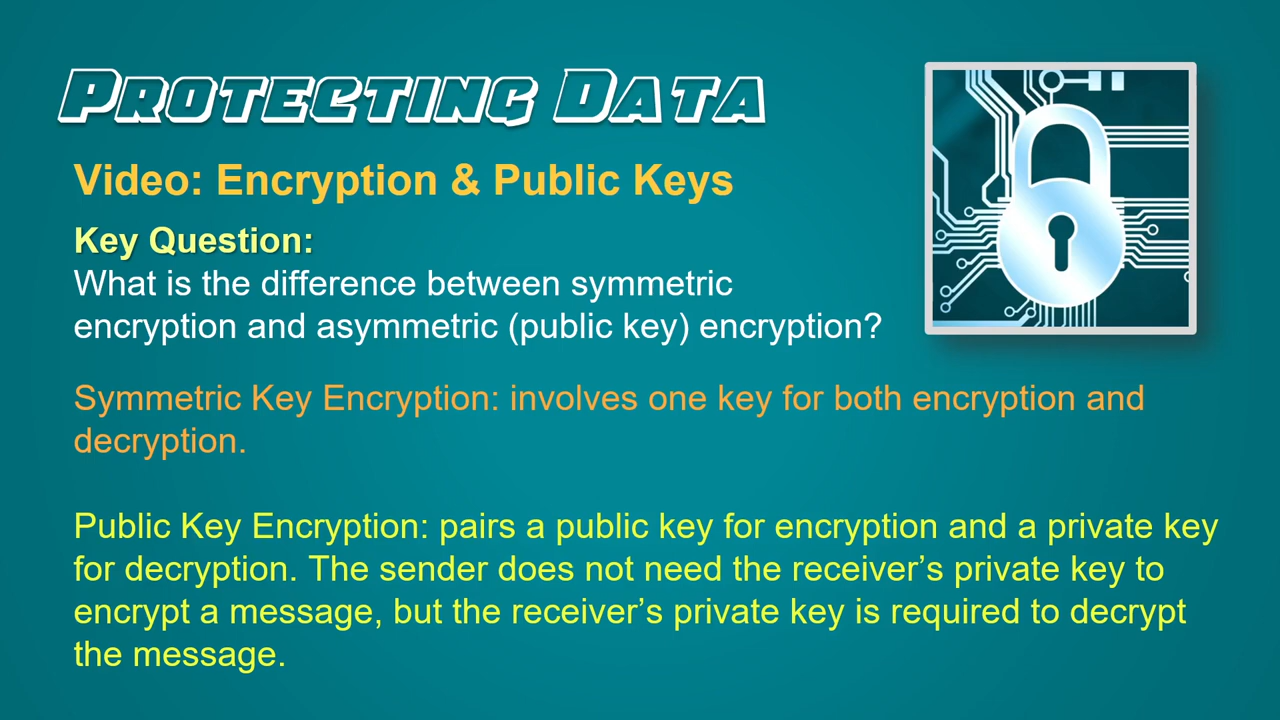 Protecting Data
Video: Encryption & Public Keys
Key Question:
What is the difference between symmetric
encryption and asymmetric (public key) encryption?
Symmetric Key Encryption: involves one key for both encryption and
decryption.
Public Key Encryption: pairs a public key for encryption and a private key
for decryption. The sender does not need the receiver’s private key to
encrypt a message, but the receiver’s private key is required to decrypt
the message.